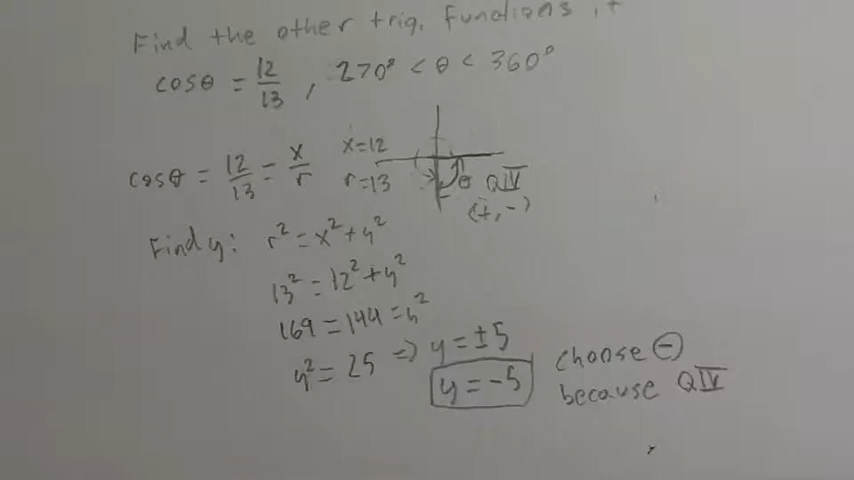 Find the other trig. functions if
cosθ = 12/13, 270° < θ < 360°
cosθ = 12/13 = x/r
x=12
r=13
θ QIV
(+, -)
Find y: r² = x² + y²
13² = 12² + y²
169 = 144 = y²
y² = 25 => y = ±5
y = -5
choose ⊖
because QIV